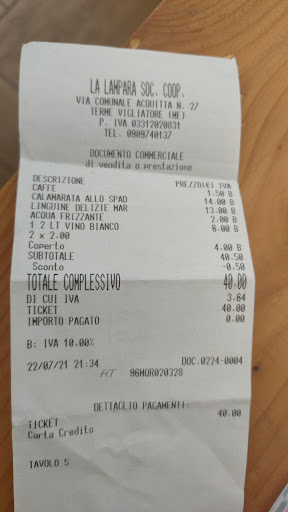 LA LAMPARA SOC. COOP.
VIA COMUNALE ACQUITTA N. 27
TERME VIGLIATORE (ME)
P. IVA 03312020831
TEL. 0909740137
DOCUMENTO COMMERCIALE
di vendita o prestazione
DESCRIZIONE PREZZO(€) IVA
CAFFE 1.50 B
CALAMARATA ALLO SPAD 14.00 B
LINGUINE DELIZIE MAR 13.00 B
ACQUA FRIZZANTE 2.00 B
1 2 LT VINO BIANCO 6.00 B
2 x 2.00
Coperto 4.00 B
SUBTOTALE 40.50
Sconto -0.50
TOTALE COMPLESSIVO 40.00
DI CUI IVA 3.64
TICKET 40.00
IMPORTO PAGATO 0.00
B: IVA 10.00%
22/07/21 21:34 DOC.0224-0004
RT 96MOR020328
DETTAGLIO PAGAMENTI:
TICKET 40.00
Carta Credito
TAVOLO 5